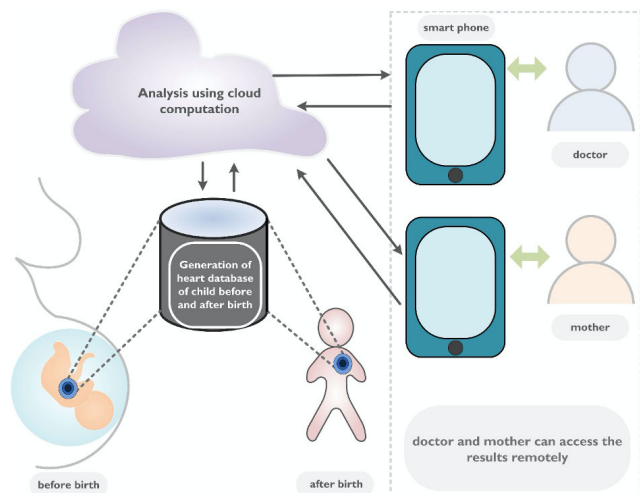 smart phone
Analysis using cloud
computation
doctor
Generation of
heart database
of child before
and after birth
mother
doctor and mother can access the
results remotely
before birth
after birth